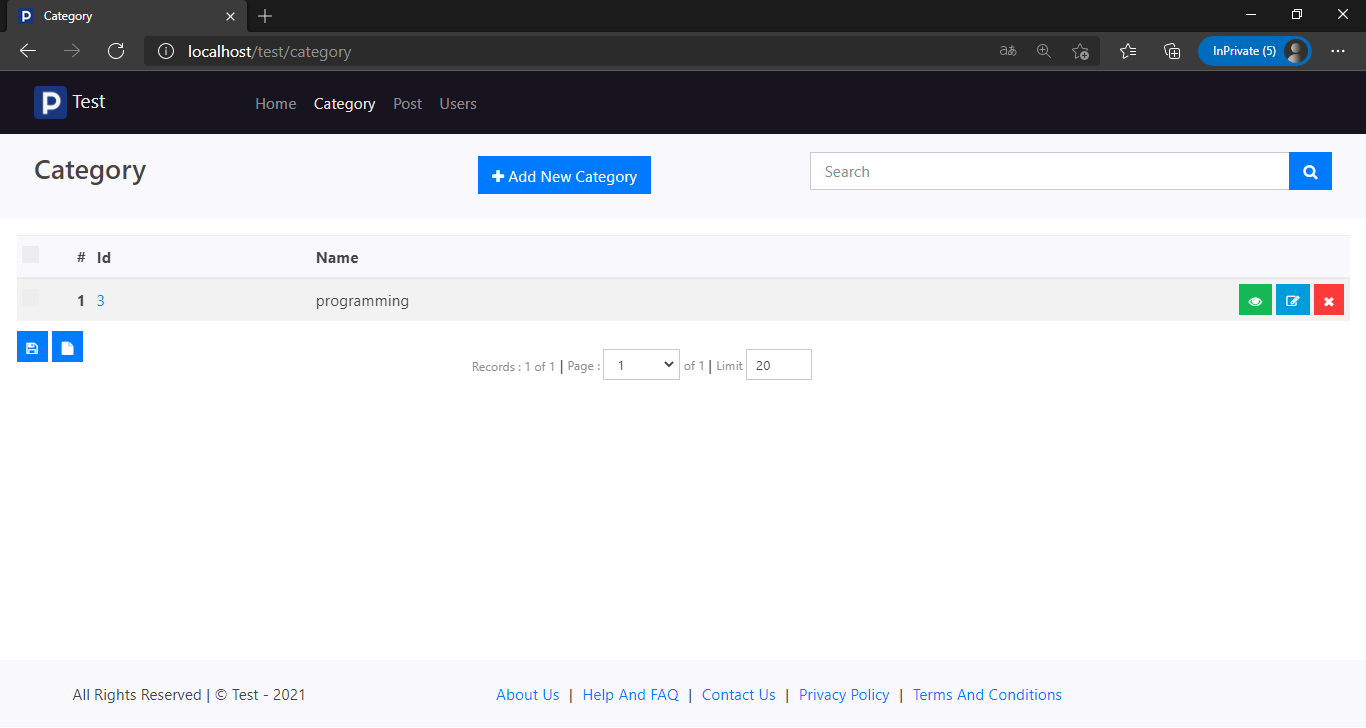 Category
localhost/test/category
InPrivate (5)
P Test Home Category Post Users
Category
Add New Category
Search
# Id Name
1 3 programming
Records : 1 of 1 | Page : 1 of 1 | Limit 20
All Rights Reserved | © Test - 2021 About Us | Help And FAQ | Contact Us | Privacy Policy | Terms And Conditions